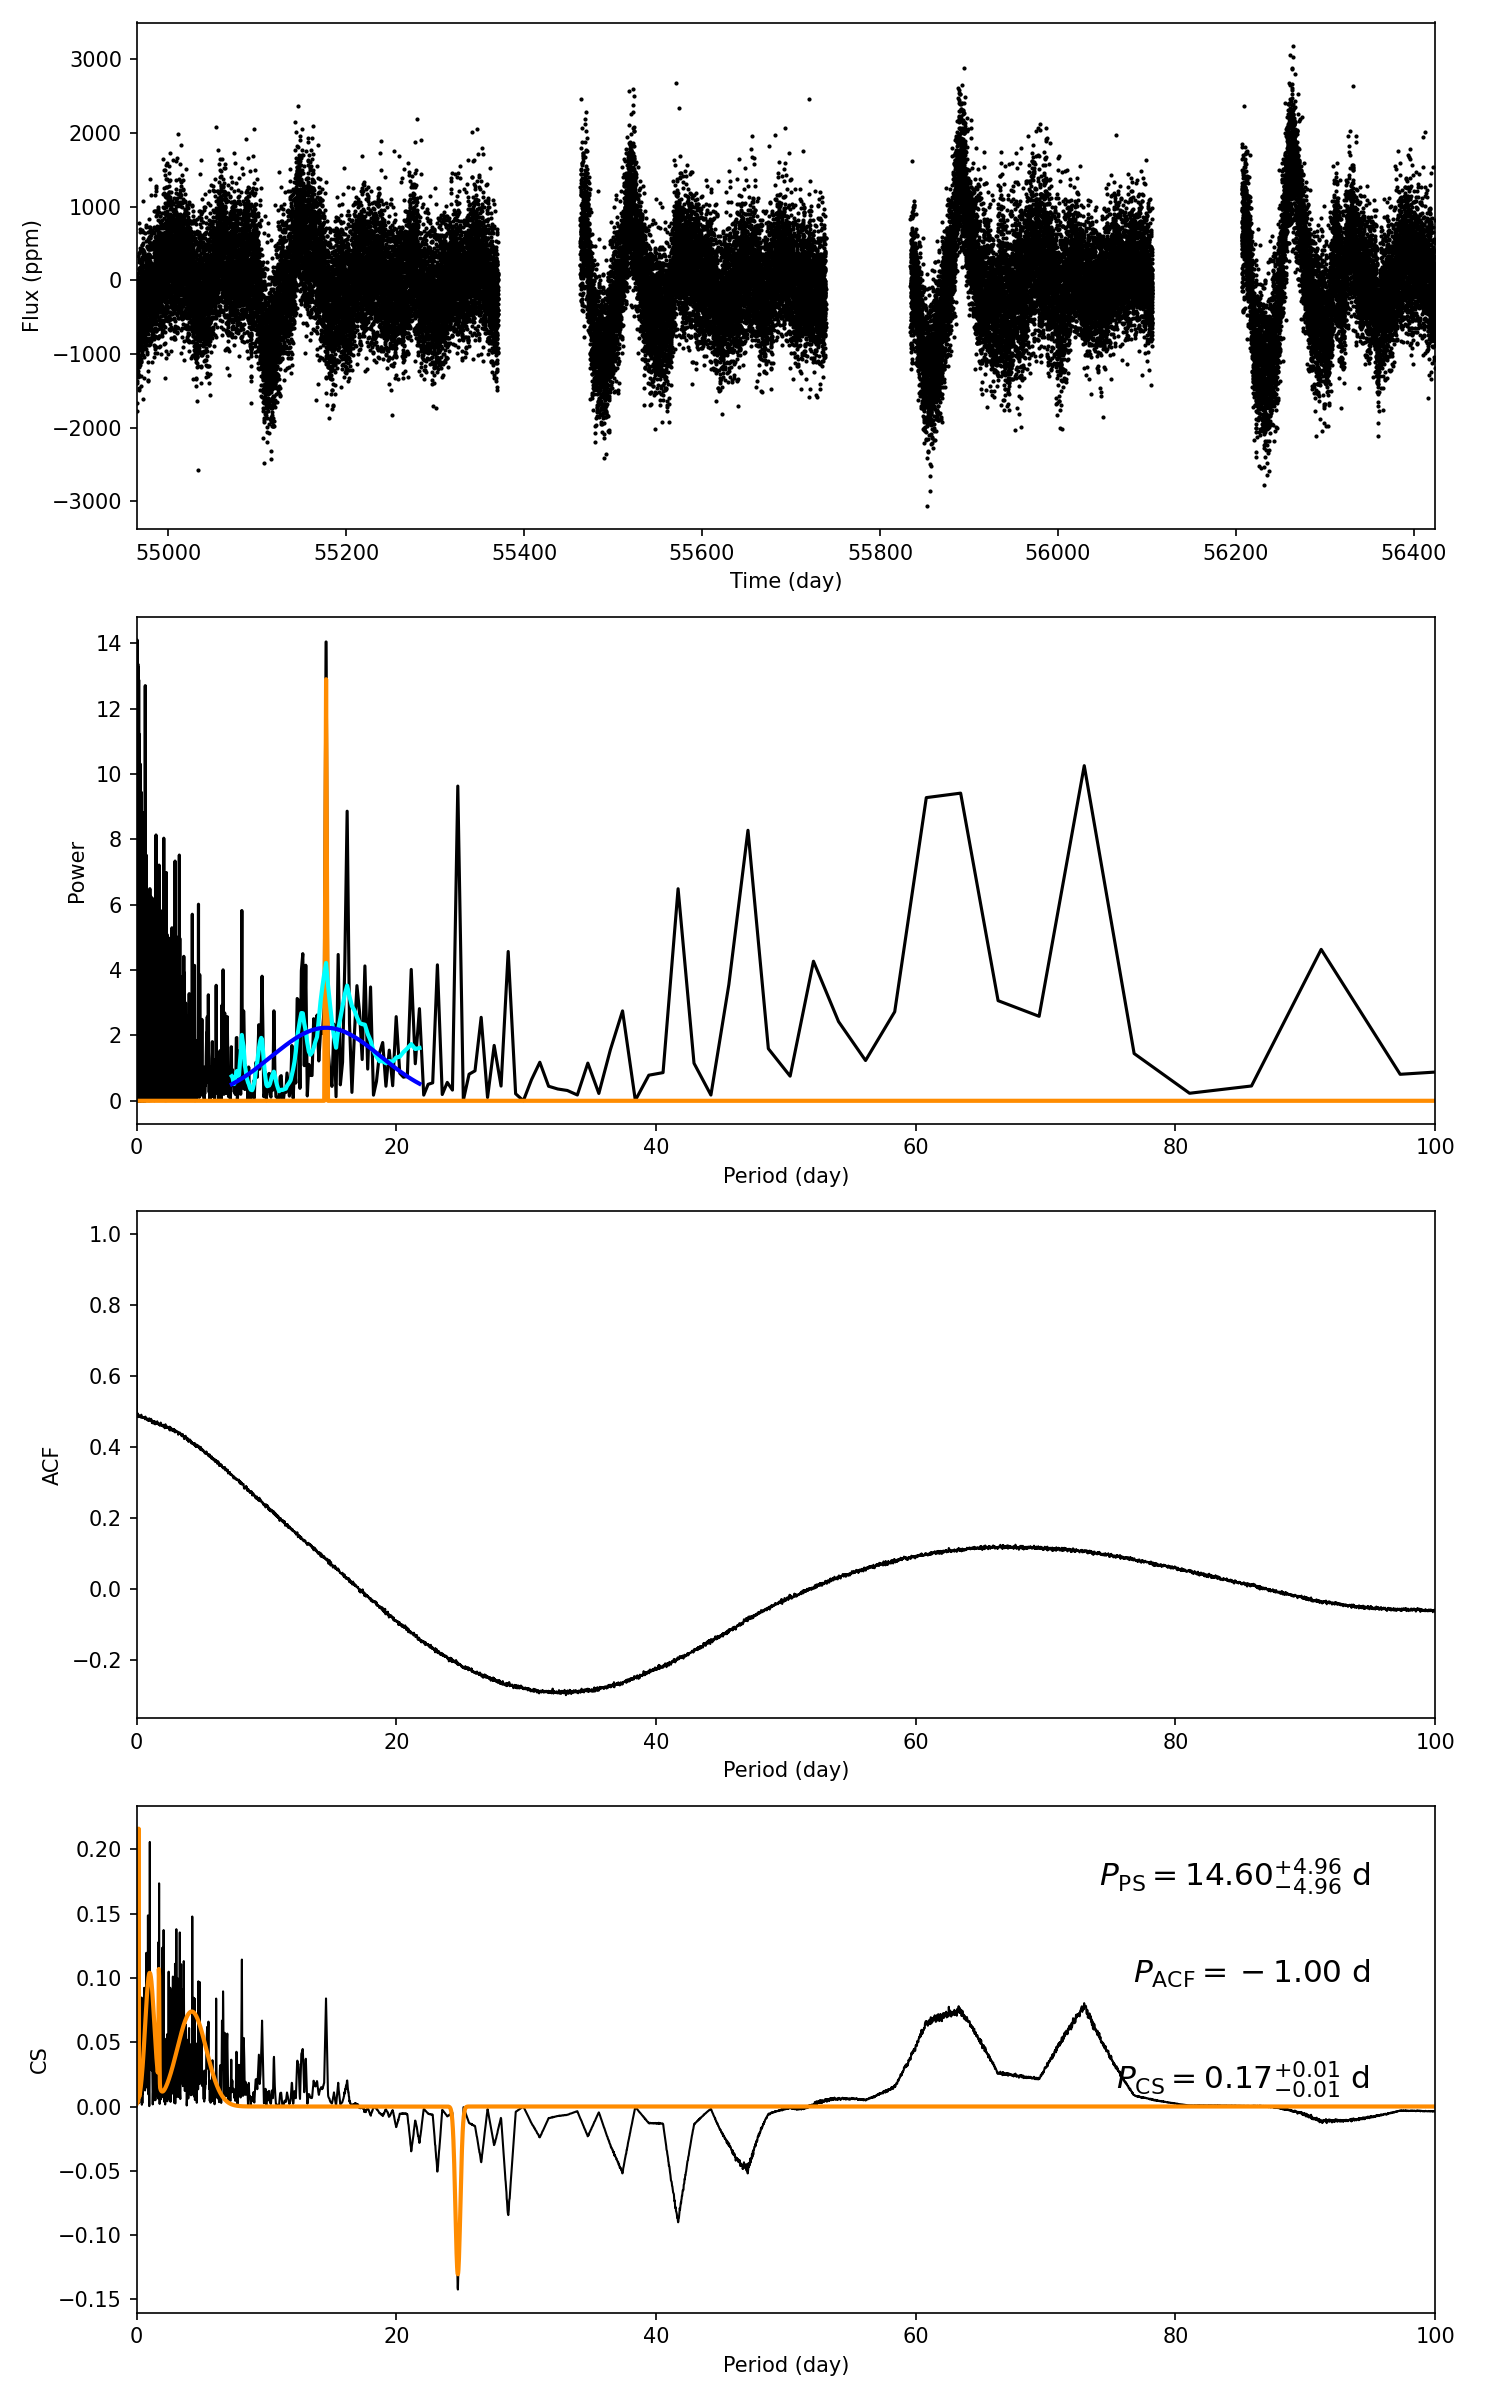 3000
2000
1000
0
−1000
−2000
−3000
Flux (ppm)
55000 55200 55400 55600 55800 56000 56200 56400
Time (day)
14
12
10
8
6
4
2
0
Power
0 20 40 60 80 100
Period (day)
1.0
0.8
0.6
0.4
0.2
0.0
−0.2
ACF
0 20 40 60 80 100
Period (day)
0.20
0.15
0.10
0.05
0.00
−0.05
−0.10
−0.15
CS
P_PS = 14.60 +4.96 −4.96 d
P_ACF = −1.00 d
P_CS = 0.17 +0.01 −0.01 d
0 20 40 60 80 100
Period (day)